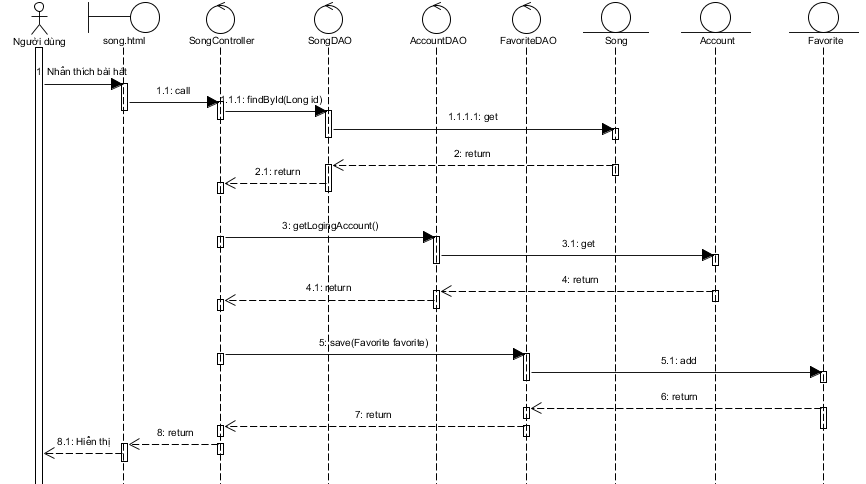 Người dùng
song.html
SongController
SongDAO
AccountDAO
FavoriteDAO
Song
Account
Favorite
1 Nhấn thích bài hát
1.1: call
1.1.1: findById(Long id)
1.1.1.1: get
2: return
2.1: return
3: getLogingAccount()
3.1: get
4: return
4.1: return
5: save(Favorite favorite)
5.1: add
6: return
7: return
8: return
8.1: Hiển thị